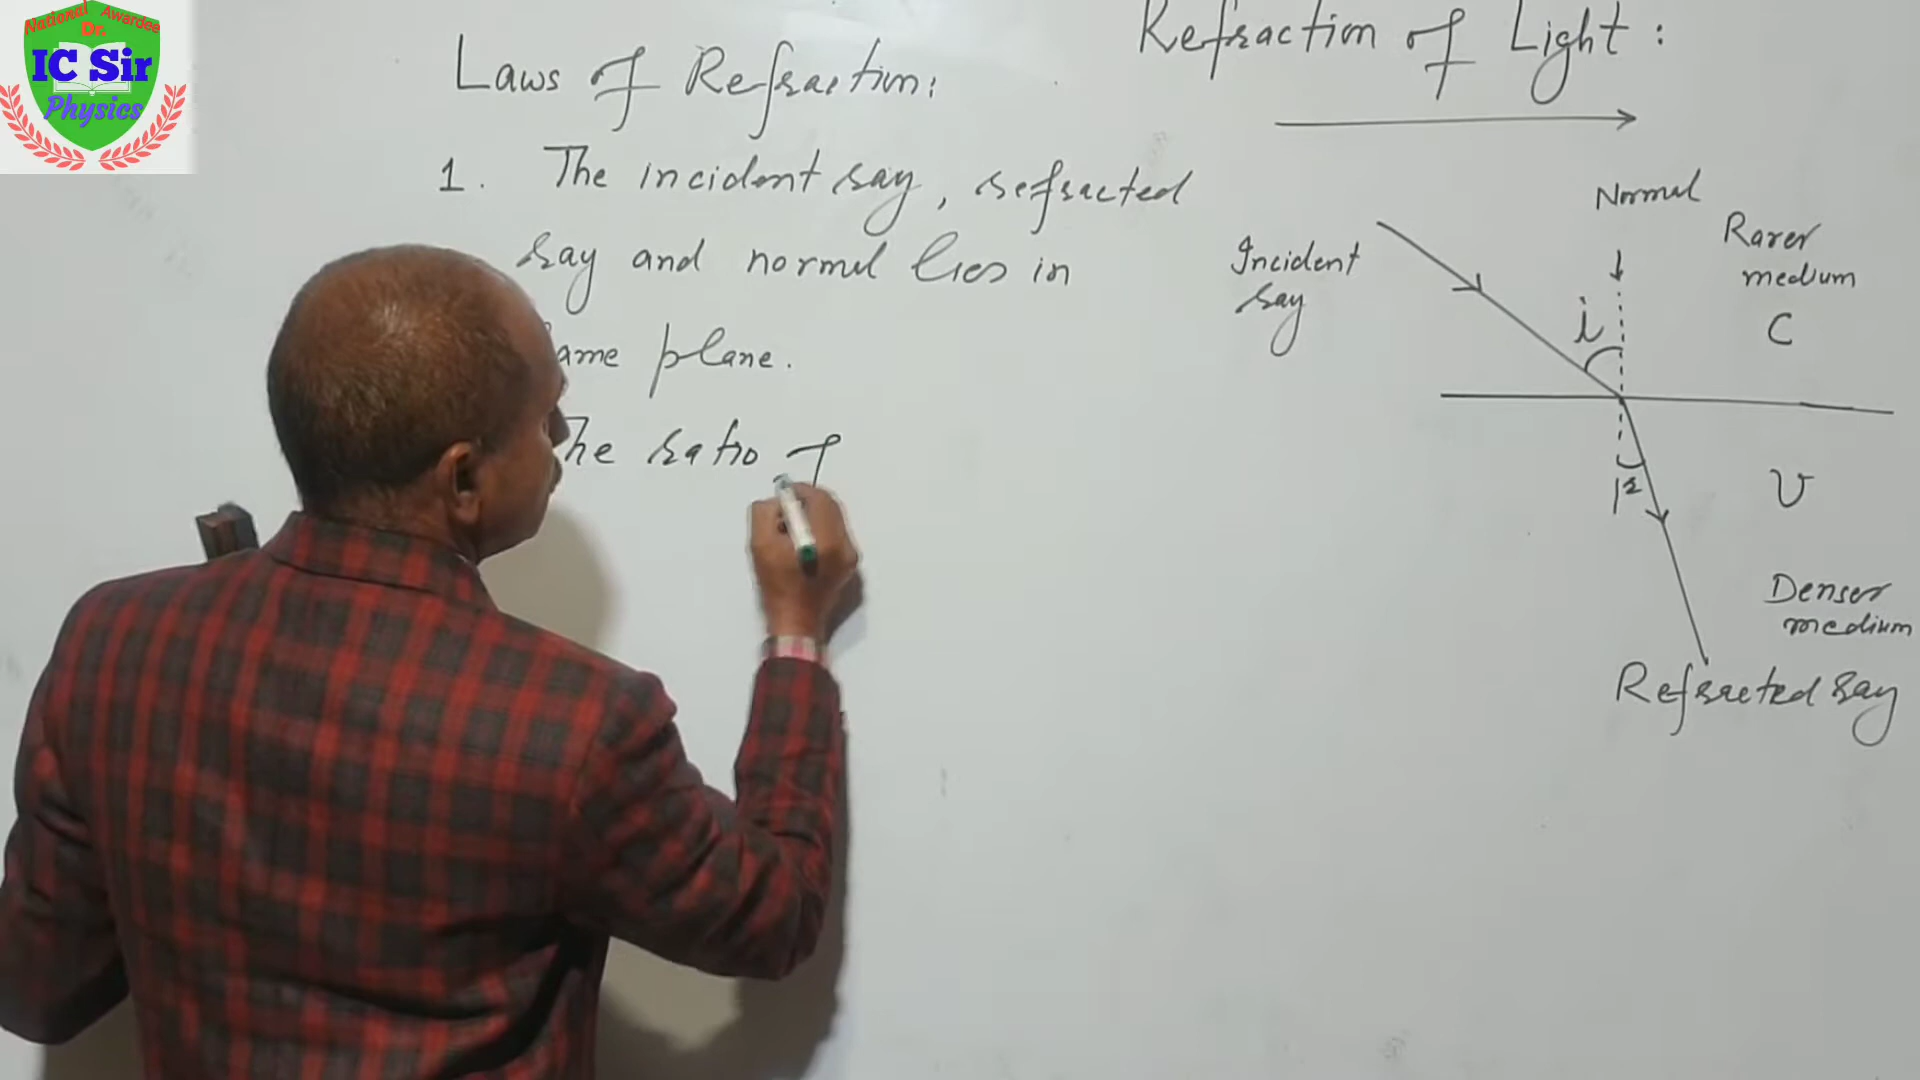 National Awardee
Dr.
IC Sir
Physics
Laws of Refraction:
1. The incident ray, refracted
ray and normal lies in
same plane.
The ratio of
Refraction of Light:
Normal
Rarer
medium
Incident
ray
i
C
r
v
Denser
medium
Refracted ray